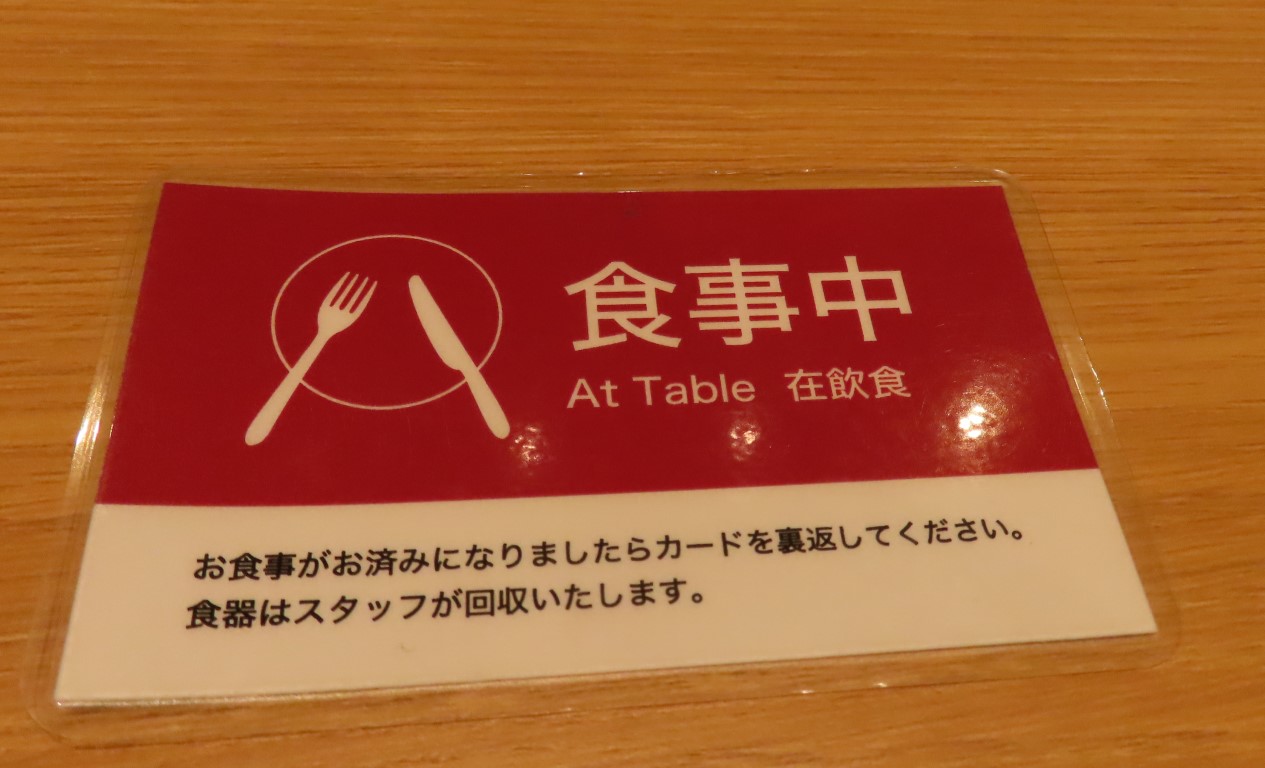 食事中
At Table 在飲食
お食事がお済みになりましたらカードを裏返してください。
食器はスタッフが回収いたします。